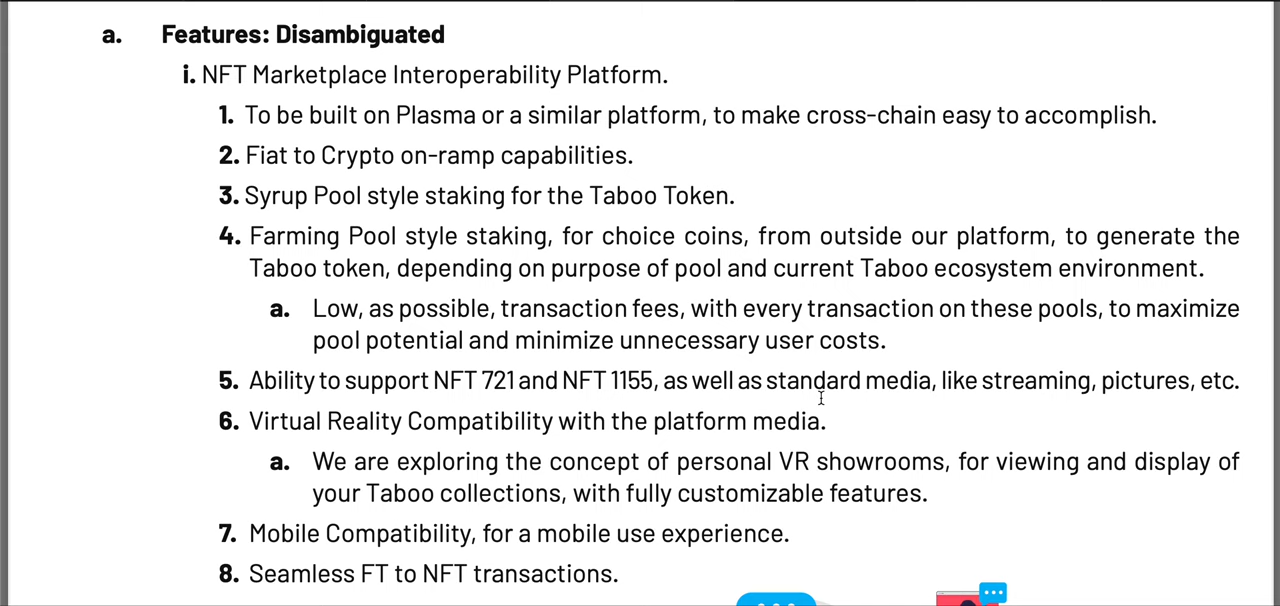 a. Features: Disambiguated
i. NFT Marketplace Interoperability Platform.
1. To be built on Plasma or a similar platform, to make cross-chain easy to accomplish.
2. Fiat to Crypto on-ramp capabilities.
3. Syrup Pool style staking for the Taboo Token.
4. Farming Pool style staking, for choice coins, from outside our platform, to generate the
Taboo token, depending on purpose of pool and current Taboo ecosystem environment.
a. Low, as possible, transaction fees, with every transaction on these pools, to maximize
pool potential and minimize unnecessary user costs.
5. Ability to support NFT 721 and NFT 1155, as well as standard media, like streaming, pictures, etc.
6. Virtual Reality Compatibility with the platform media.
a. We are exploring the concept of personal VR showrooms, for viewing and display of
your Taboo collections, with fully customizable features.
7. Mobile Compatibility, for a mobile use experience.
8. Seamless FT to NFT transactions.